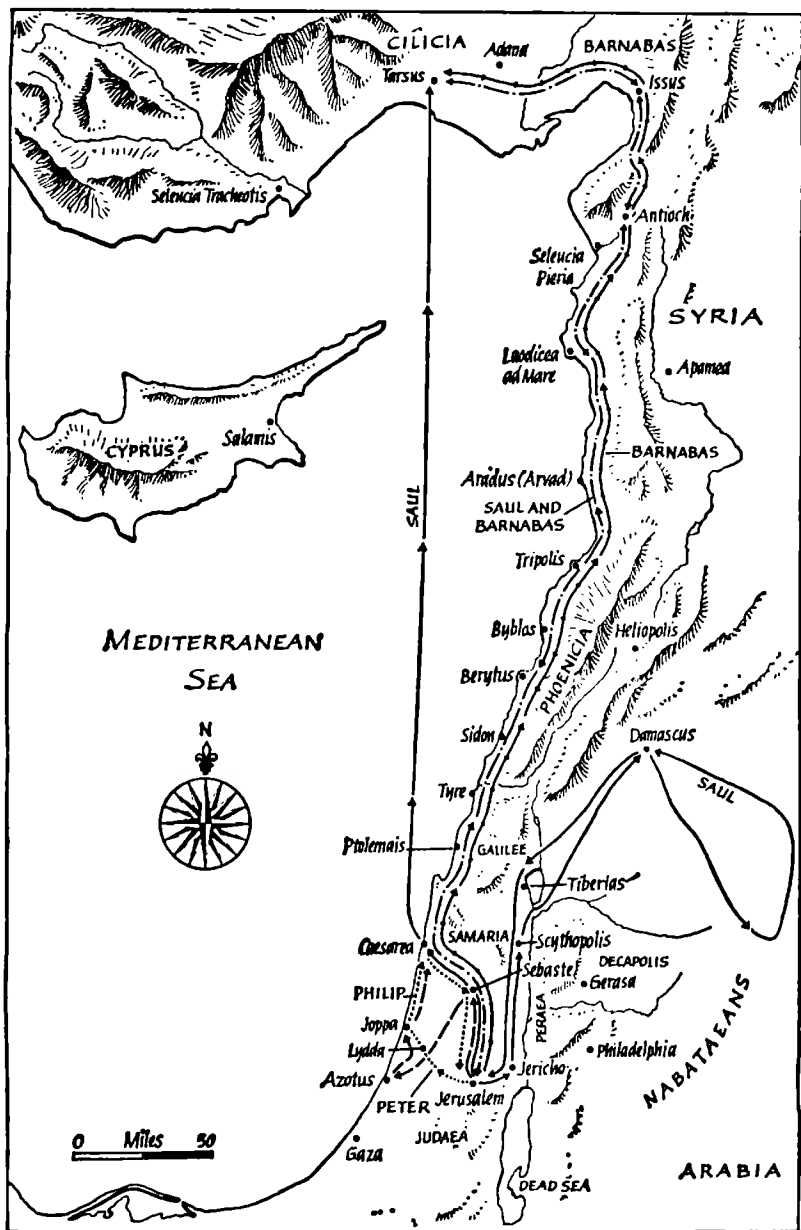 CILICIA
Adana
BARNABAS
Tarsus
Issus
Seleucia Tracheotis
Antioch
Seleucia
Pieria
SYRIA
Laodicea
ad Mare
Apamea
CYPRUS
Salamis
BARNABAS
Aradus (Arvad)
SAUL AND
BARNABAS
SAUL
Tripolis
Byblos
Heliopolis
PHOENICIA
MEDITERRANEAN
SEA
Berytus
N
Sidon
Damascus
Tyre
SAUL
Ptolemais
GALILEE
Tiberias
Caesarea
SAMARIA
Scythopolis
Sebaste
DECAPOLIS
Gerasa
PHILIP
Joppa
PERAEA
Lydda
Philadelphia
NABATAEANS
Azotus
Jericho
PETER
Jerusalem
0 Miles 50
Gaza
JUDAEA
ARABIA
DEAD SEA